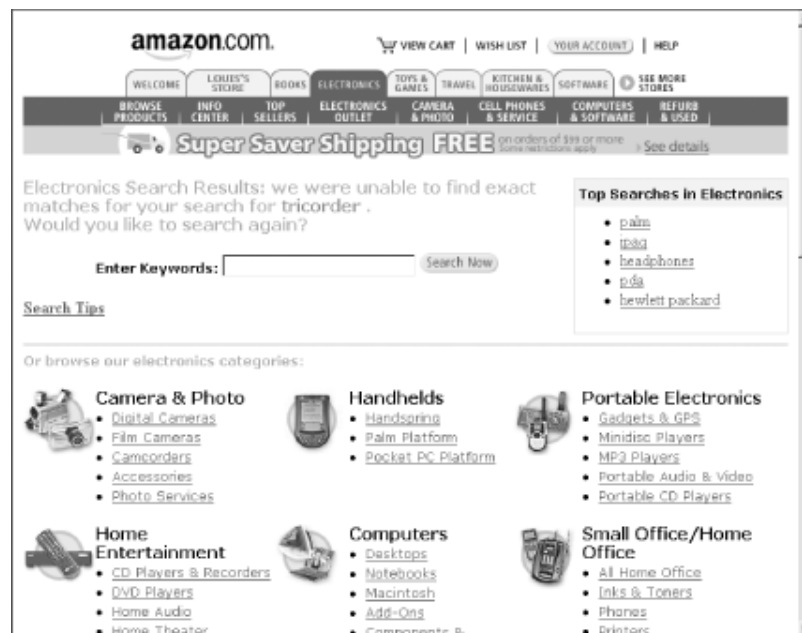 amazon.com.
VIEW CART | WISH LIST | YOUR ACCOUNT | HELP
WELCOME
LOUIS'S STORE
BOOKS
ELECTRONICS
TOYS & GAMES
TRAVEL
KITCHEN & HOUSEWARES
SOFTWARE
SEE MORE STORES
BROWSE PRODUCTS | INFO CENTER | TOP SELLERS | ELECTRONICS OUTLET | CAMERA & PHOTO | CELL PHONES & SERVICE | COMPUTERS & SOFTWARE | REFURB & USED
Super Saver Shipping FREE on orders of $99 or more Some restrictions apply See details
Electronics Search Results: we were unable to find exact
matches for your search for tricorder .
Would you like to search again?
Enter Keywords: Search Now
Search Tips
Top Searches in Electronics
• palm
• ipaq
• headphones
• pda
• hewlett packard
Or browse our electronics categories:
Camera & Photo
• Digital Cameras
• Film Cameras
• Camcorders
• Accessories
• Photo Services
Handhelds
• Handspring
• Palm Platform
• Pocket PC Platform
Portable Electronics
• Gadgets & GPS
• Minidisc Players
• MP3 Players
• Portable Audio & Video
• Portable CD Players
Home
Entertainment
• CD Players & Recorders
• DVD Players
• Home Audio
• Home Theater
Computers
• Desktops
• Notebooks
• Macintosh
• Add-Ons
• Components &
Small Office/Home
Office
• All Home Office
• Inks & Toners
• Phones
• Printers